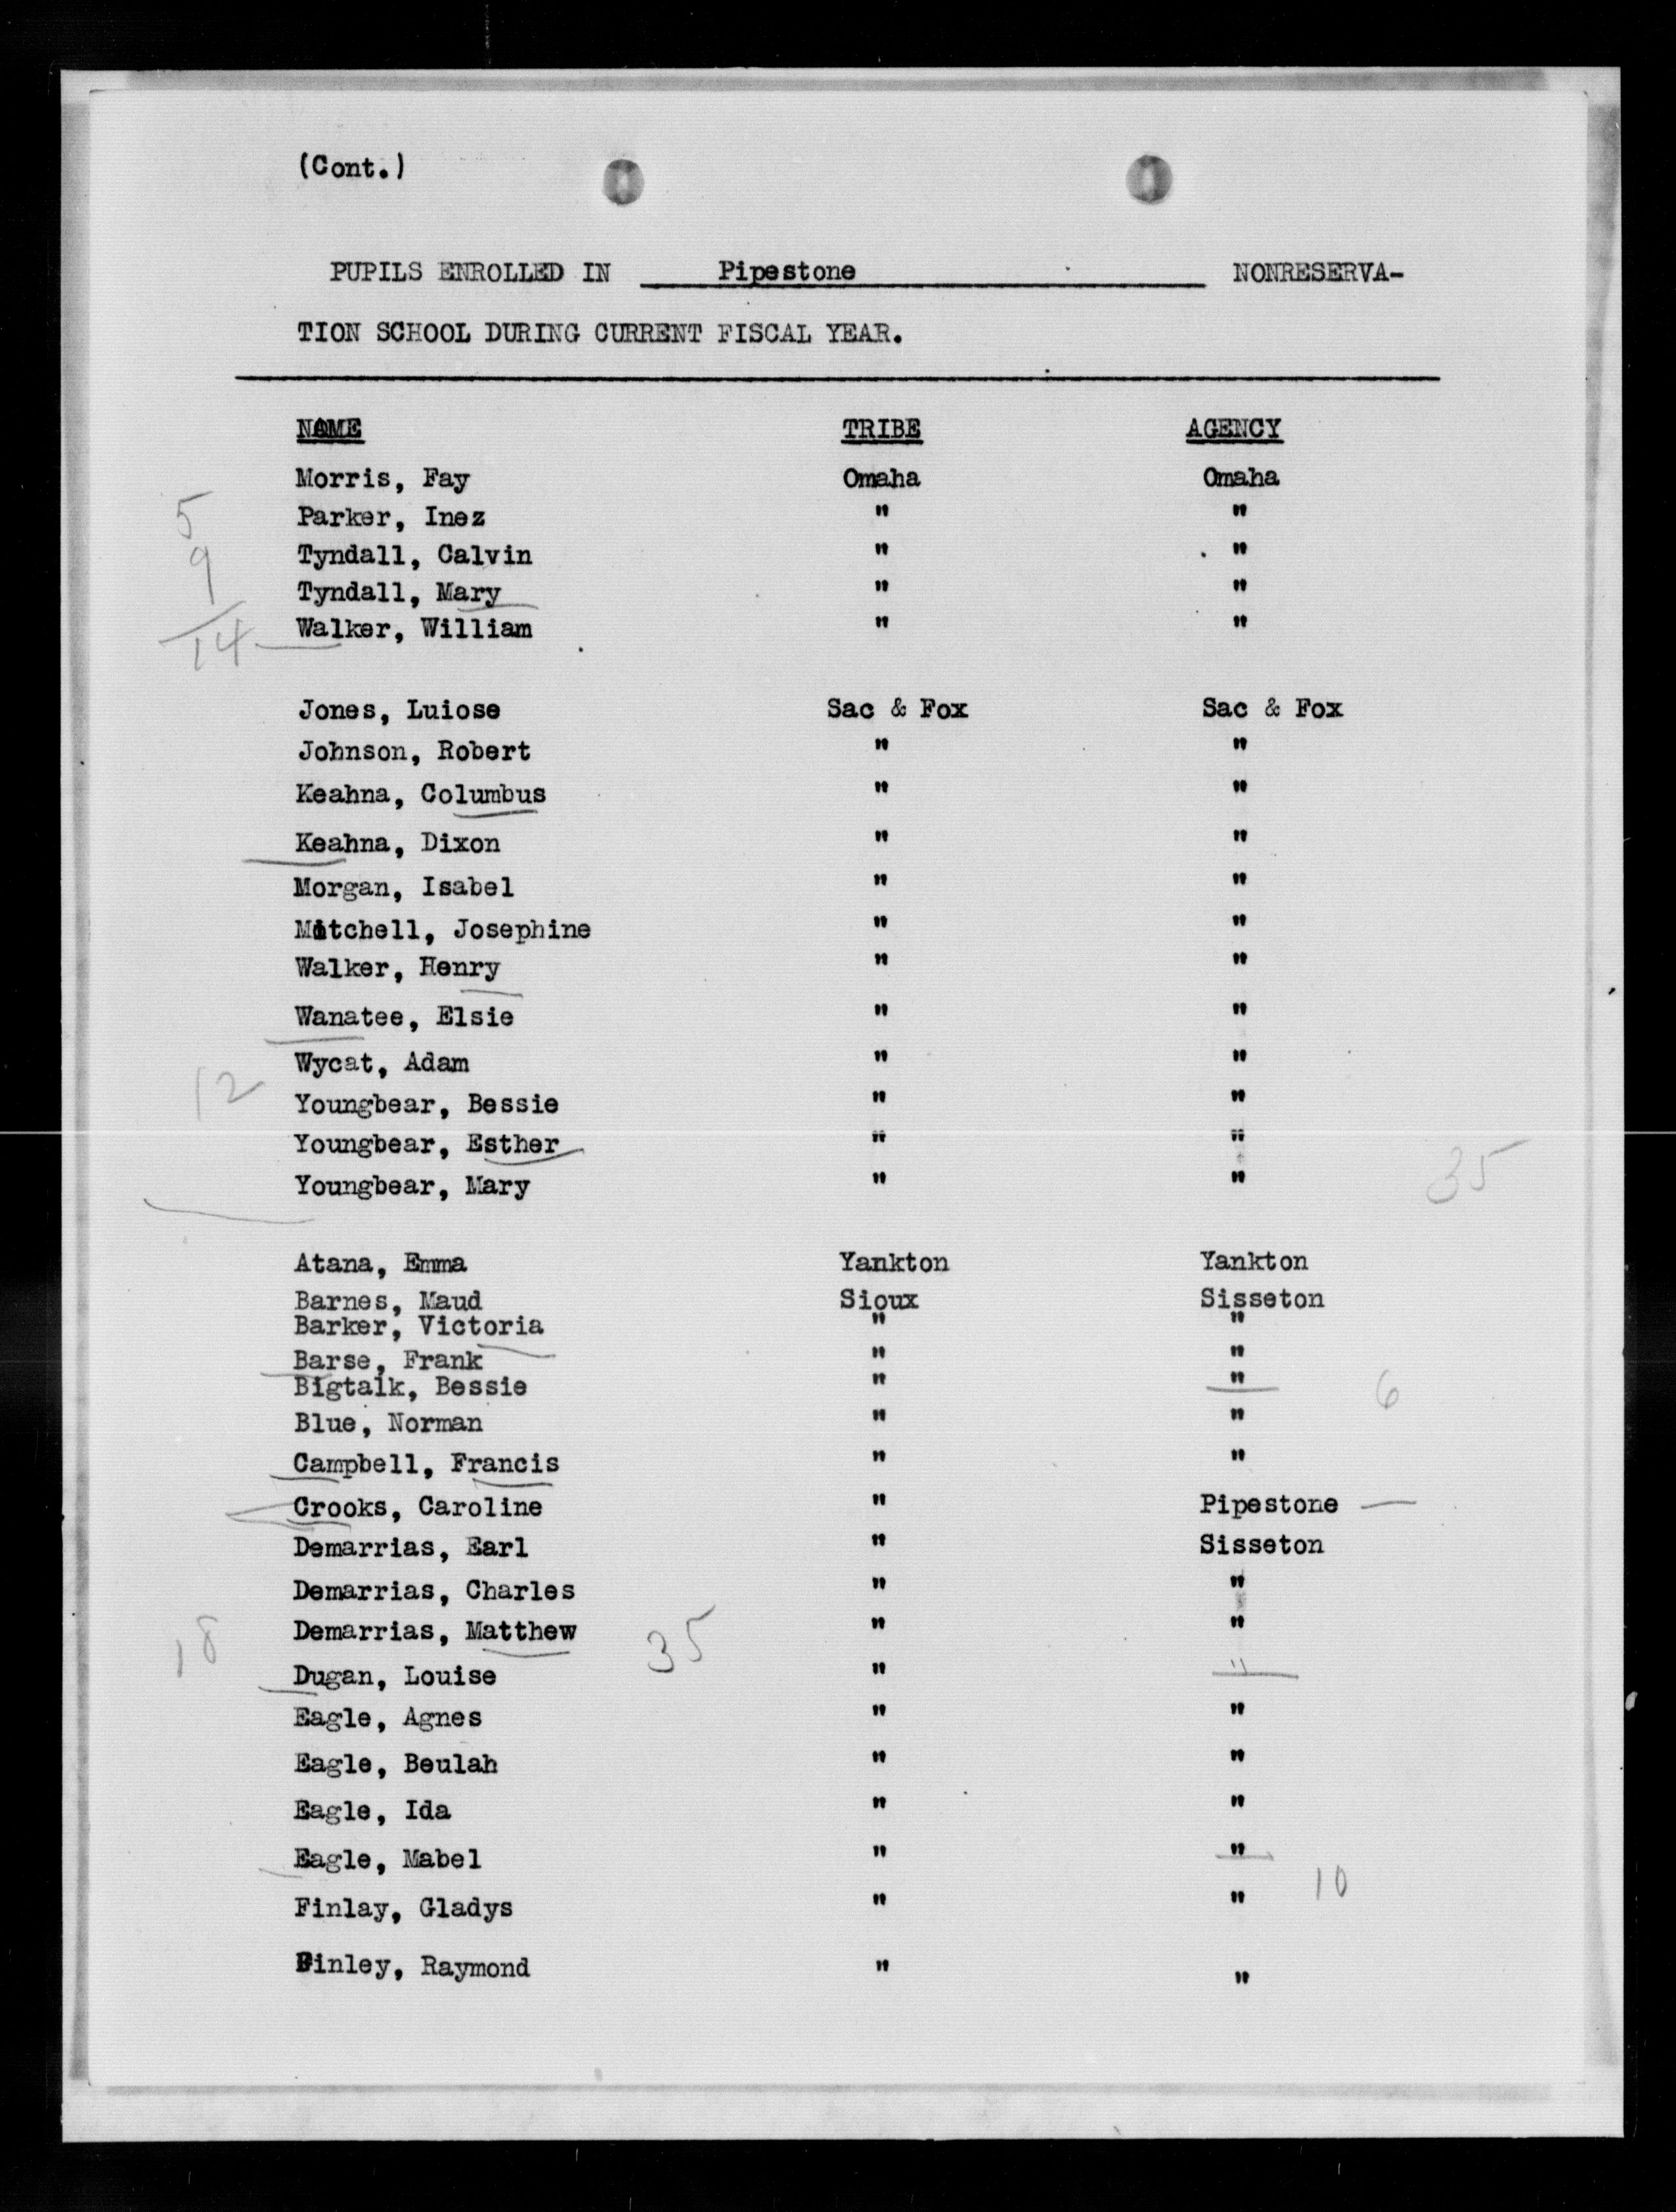 (Cont.)
PUPILS ENROLLED IN Pipestone NONRESERVA-
TION SCHOOL DURING CURRENT FISCAL YEAR.
NAME TRIBE AGENCY
Morris, Fay Omaha Omaha
5 Parker, Inez " "
9 Tyndall, Calvin " "
Tyndall, Mary " "
14 Walker, William " "
Jones, Luiose Sac & Fox Sac & Fox
Johnson, Robert " "
Keahna, Columbus " "
Keahna, Dixon " "
Morgan, Isabel " "
Mitchell, Josephine " "
Walker, Henry " "
Wanatee, Elsie " "
Wycat, Adam " "
12 Youngbear, Bessie " "
Youngbear, Esther " "
Youngbear, Mary " " 35
Atana, Emma Yankton Yankton
Barnes, Maud Sioux Sisseton
Barker, Victoria " "
Barse, Frank " "
Bigtalk, Bessie " " 6
Blue, Norman " "
Campbell, Francis " "
Crooks, Caroline " Pipestone —
Demarrias, Earl " Sisseton
Demarrias, Charles " "
18 Demarrias, Matthew 35 " "
Dugan, Louise " "
Eagle, Agnes " "
Eagle, Beulah " "
Eagle, Ida " "
Eagle, Mabel " " 10
Finlay, Gladys " "
Finley, Raymond " "